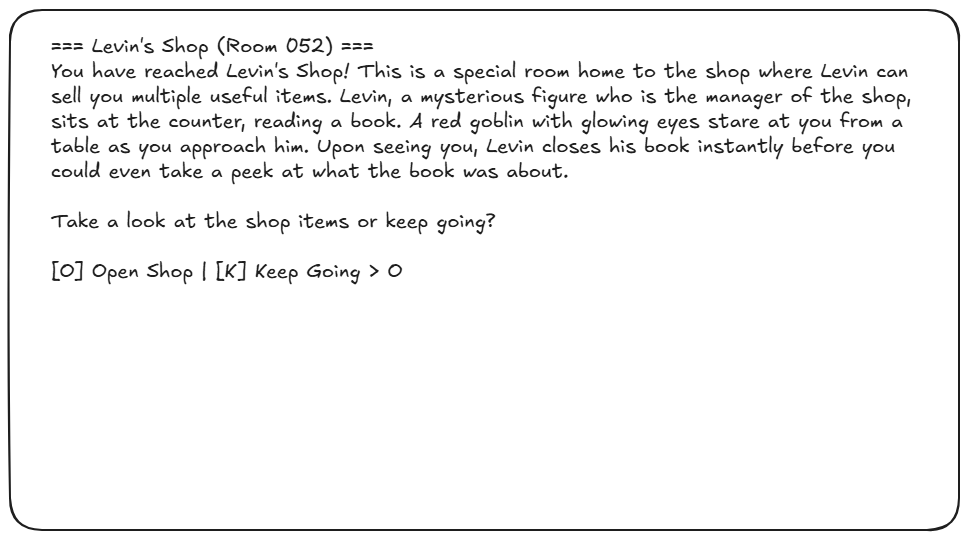 === Levin's Shop (Room 052) ===
You have reached Levin's Shop! This is a special room home to the shop where Levin can
sell you multiple useful items. Levin, a mysterious figure who is the manager of the shop,
sits at the counter, reading a book. A red goblin with glowing eyes stare at you from a
table as you approach him. Upon seeing you, Levin closes his book instantly before you
could even take a peek at what the book was about.

Take a look at the shop items or keep going?

[O] Open Shop | [K] Keep Going > O